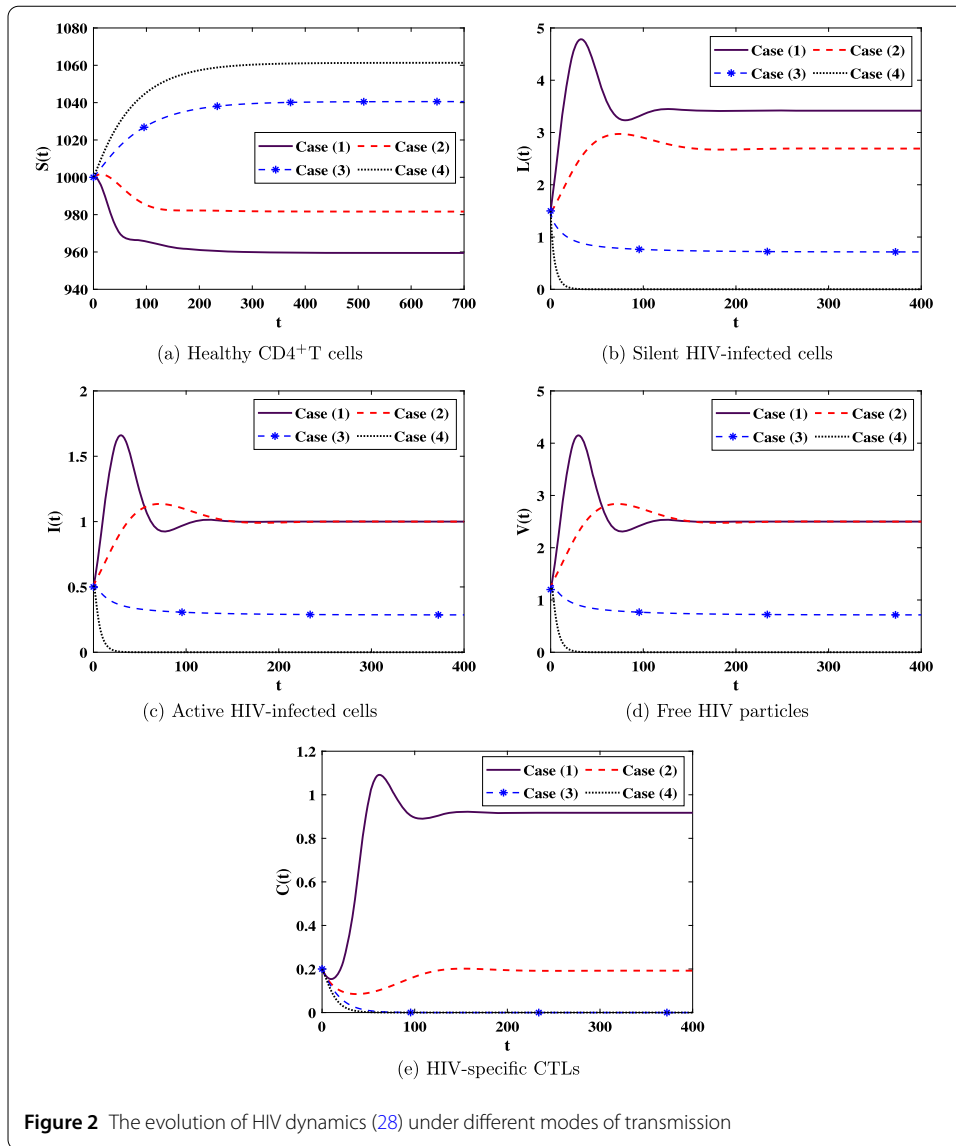 1080
1060
1040
1020
1000
980
960
940
S(t)
Case (1) Case (2)
Case (3) Case (4)
0 100 200 300 400 500 600 700
t
(a) Healthy CD4+T cells
5
4
3
2
1
0
L(t)
Case (1) Case (2)
Case (3) Case (4)
0 100 200 300 400
t
(b) Silent HIV-infected cells
2
1.5
1
0.5
0
I(t)
Case (1) Case (2)
Case (3) Case (4)
0 100 200 300 400
t
(c) Active HIV-infected cells
5
4
3
2
1
0
V(t)
Case (1) Case (2)
Case (3) Case (4)
0 100 200 300 400
t
(d) Free HIV particles
1.2
1
0.8
0.6
0.4
0.2
0
C(t)
Case (1) Case (2)
Case (3) Case (4)
0 100 200 300 400
t
(e) HIV-specific CTLs
Figure 2 The evolution of HIV dynamics (28) under different modes of transmission